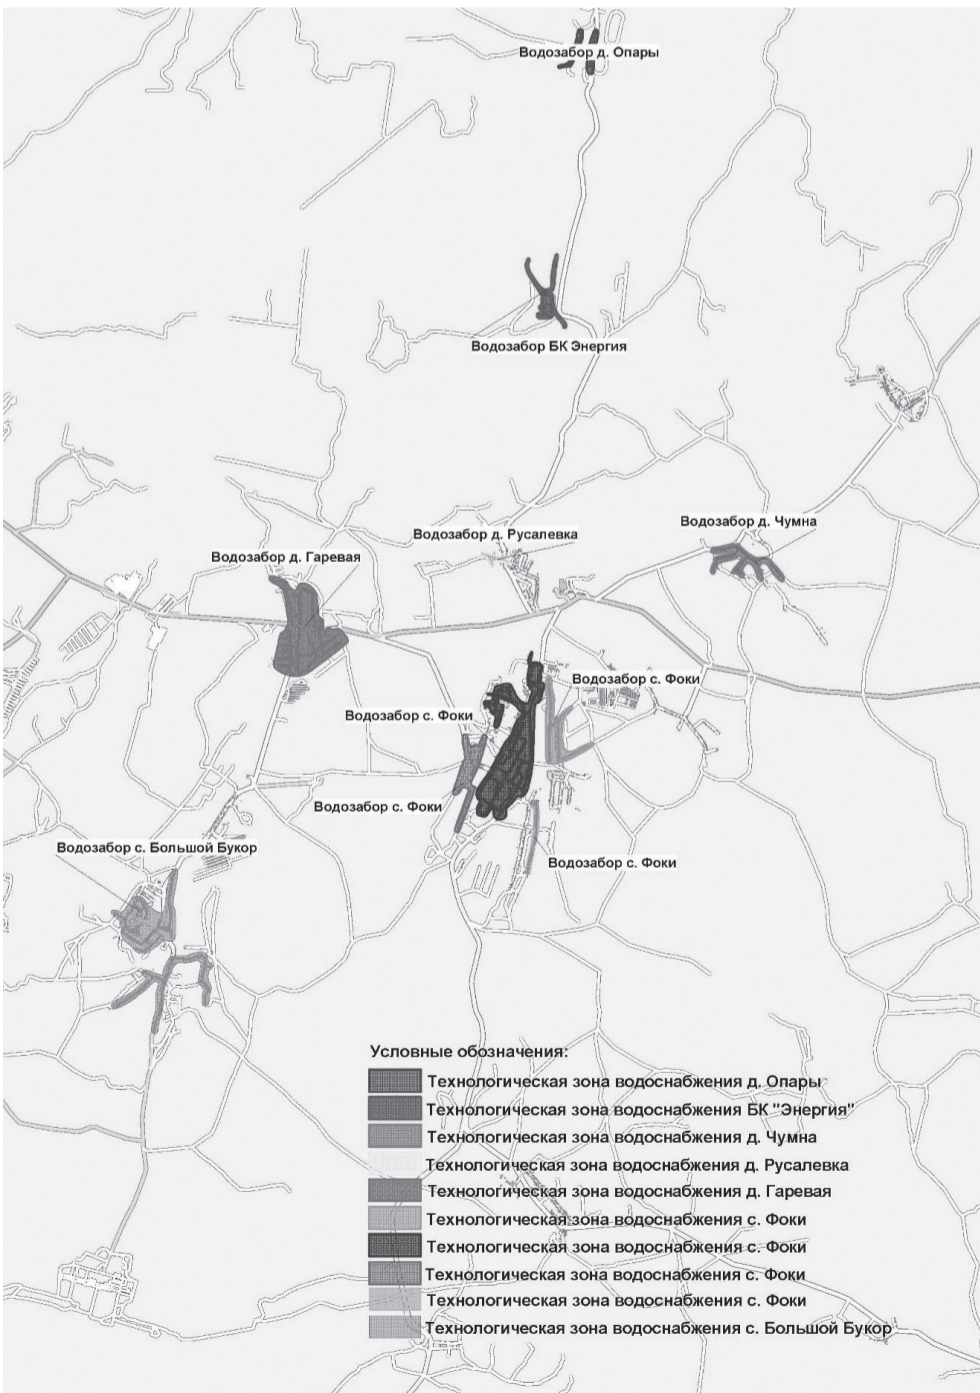 Водозабор д. Опары
Водозабор БК Энергия
Водозабор д. Чумна
Водозабор д. Русалевка
Водозабор д. Гаревая
Водозабор с. Фоки
Водозабор с. Фоки
Водозабор с. Фоки
Водозабор с. Большой Букор
Водозабор с. Фоки
Условные обозначения:
Технологическая зона водоснабжения д. Опары
Технологическая зона водоснабжения БК "Энергия"
Технологическая зона водоснабжения д. Чумна
Технологическая зона водоснабжения д. Русалевка
Технологическая зона водоснабжения д. Гаревая
Технологическая зона водоснабжения с. Фоки
Технологическая зона водоснабжения с. Фоки
Технологическая зона водоснабжения с. Фоки
Технологическая зона водоснабжения с. Фоки
Технологическая зона водоснабжения с. Большой Букор